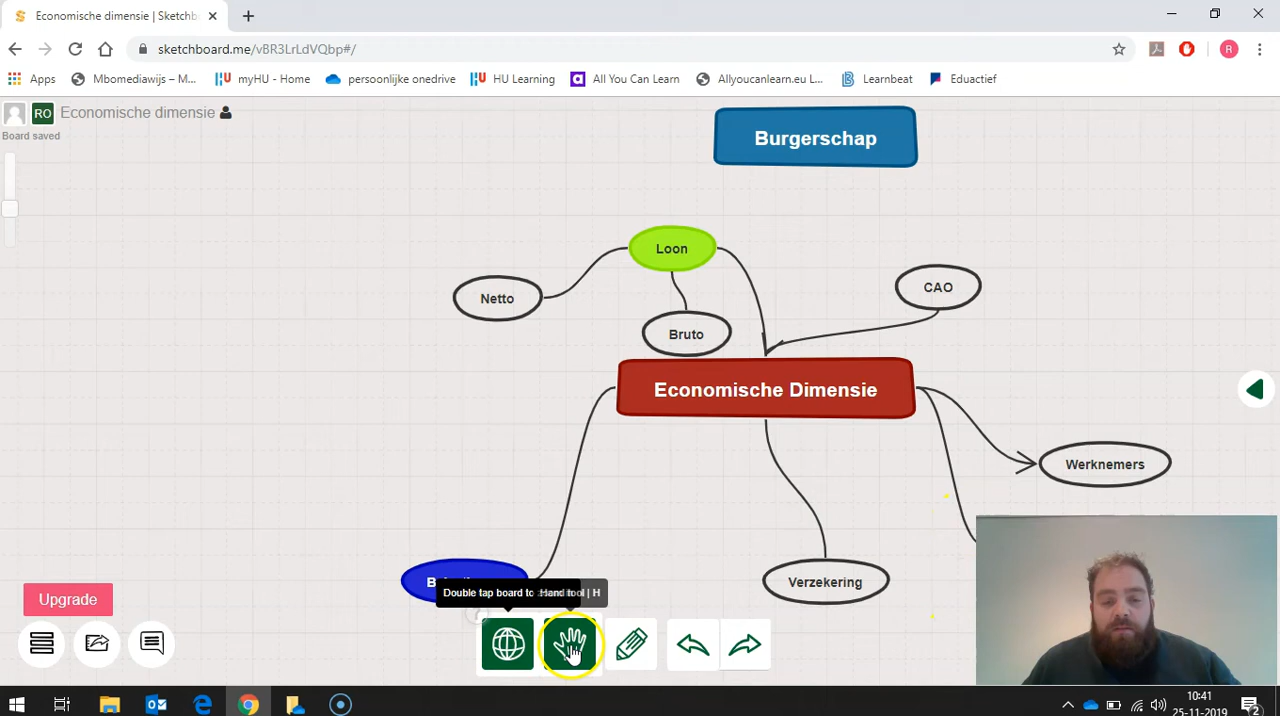 Economische dimensie | Sketchb
sketchboard.me/vBR3LrLdVQbp#/
R
Apps
Mbomediawijs – M...
myHU - Home
persoonlijke onedrive
HU Learning
All You Can Learn
Allyoucanlearn.eu L...
Learnbeat
Eduactief
RO
Economische dimensie
Board saved
Burgerschap
Loon
CAO
Netto
Bruto
Economische Dimensie
Werknemers
Verzekering
Double tap board to
Hand tool | H
Upgrade
10:41
25-11-2019
2